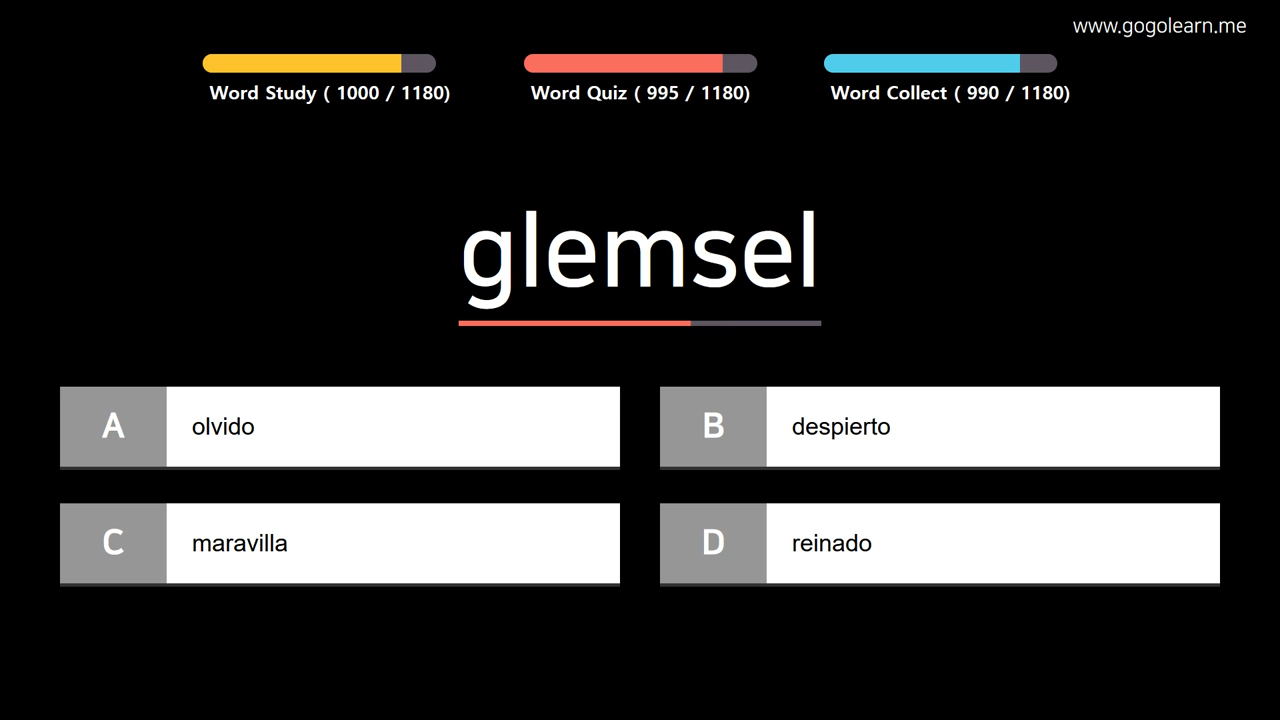 www.gogolearn.me
Word Study ( 1000 / 1180)
Word Quiz ( 995 / 1180)
Word Collect ( 990 / 1180)
glemsel
A olvido
B despierto
C maravilla
D reinado